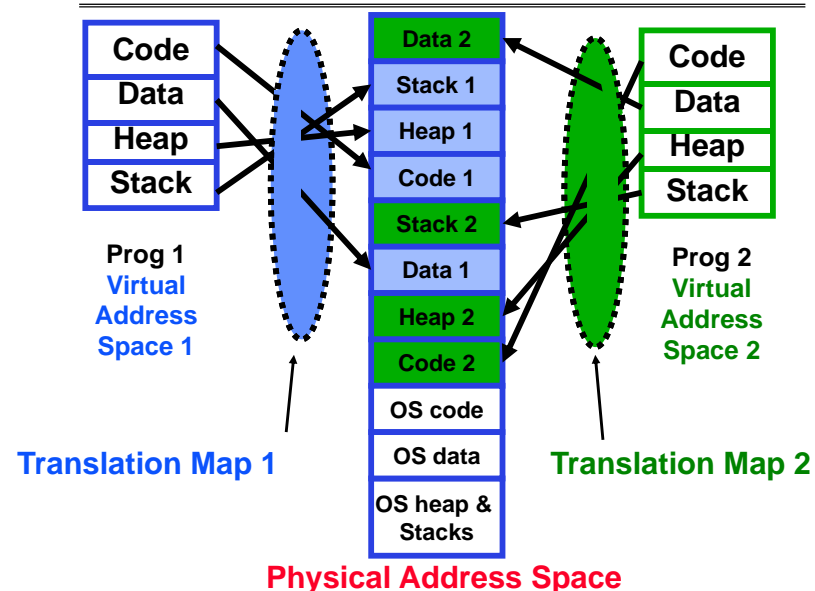 Code
Data
Heap
Stack
Prog 1
Virtual
Address
Space 1
Translation Map 1
Data 2
Stack 1
Heap 1
Code 1
Stack 2
Data 1
Heap 2
Code 2
OS code
OS data
OS heap &
Stacks
Physical Address Space
Code
Data
Heap
Stack
Prog 2
Virtual
Address
Space 2
Translation Map 2